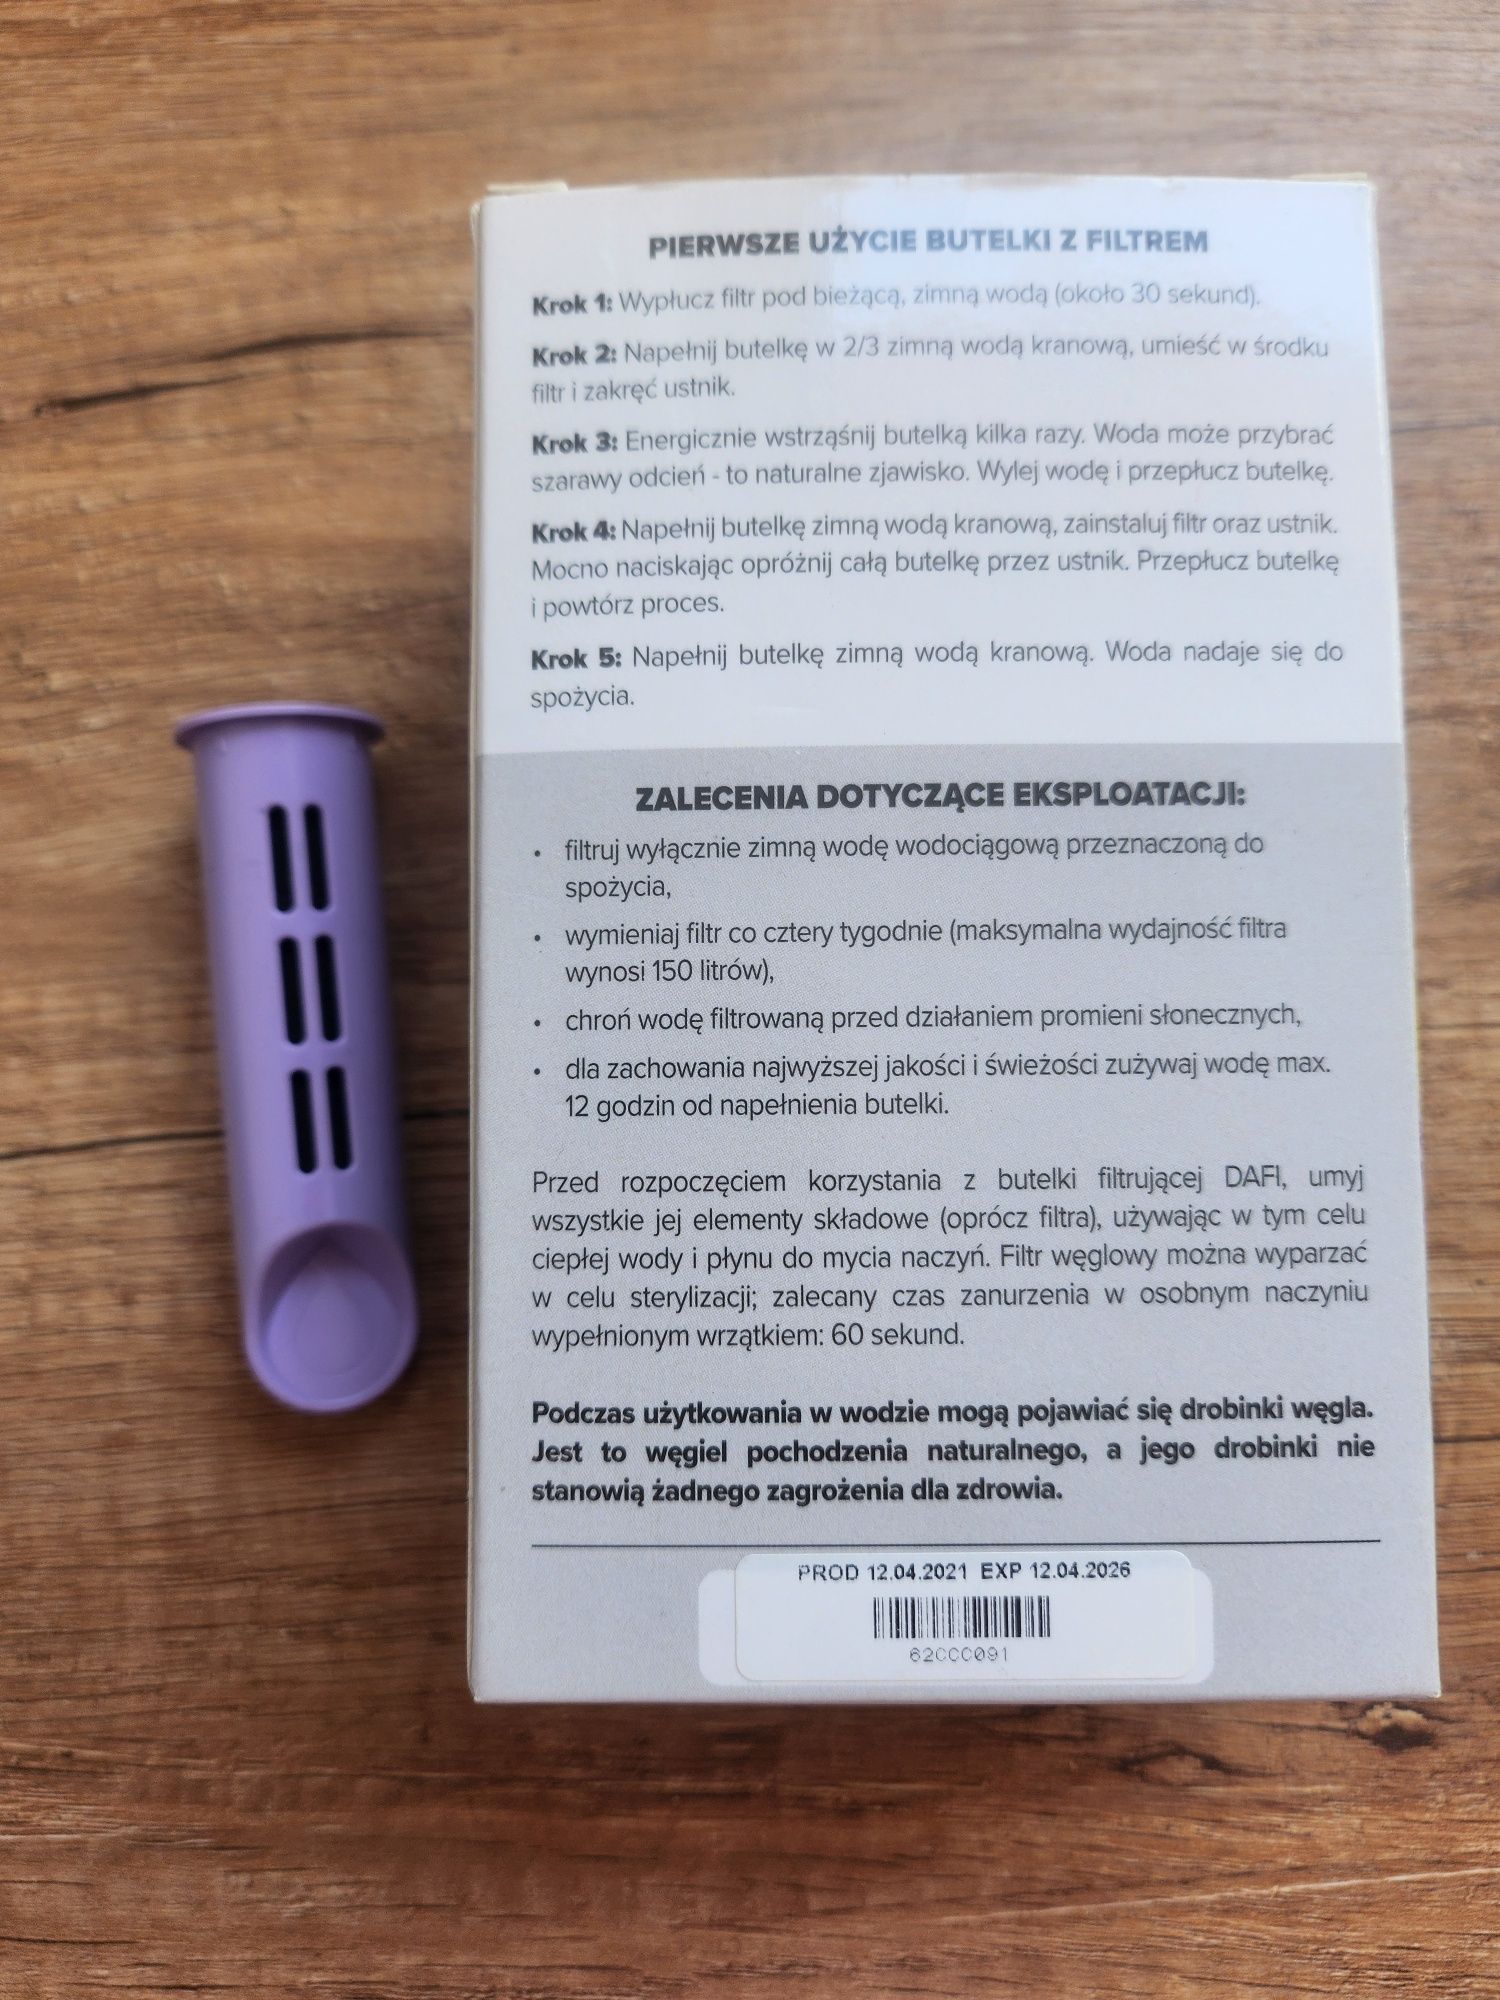 PIERWSZE UŻYCIE BUTELKI Z FILTREM
Krok 1: Wypłucz filtr pod bieżącą, zimną wodą (około 30 sekund).
Krok 2: Napełnij butelkę w 2/3 zimną wodą kranową, umieść w środku
filtr i zakręć ustnik.
Krok 3: Energicznie wstrząśnij butelką kilka razy. Woda może przybrać
szarawy odcień - to naturalne zjawisko. Wylej wodę i przepłucz butelkę.
Krok 4: Napełnij butelkę zimną wodą kranową, zainstaluj filtr oraz ustnik.
Mocno naciskając opróżnij całą butelkę przez ustnik. Przepłucz butelkę
i powtórz proces.
Krok 5: Napełnij butelkę zimną wodą kranową. Woda nadaje się do
spożycia.
ZALECENIA DOTYCZĄCE EKSPLOATACJI:
• filtruj wyłącznie zimną wodę wodociągową przeznaczoną do
spożycia,
• wymieniaj filtr co cztery tygodnie (maksymalna wydajność filtra
wynosi 150 litrów),
• chroń wodę filtrowaną przed działaniem promieni słonecznych,
• dla zachowania najwyższej jakości i świeżości zużywaj wodę max.
12 godzin od napełnienia butelki.
Przed rozpoczęciem korzystania z butelki filtrującej DAFI, umyj
wszystkie jej elementy składowe (oprócz filtra), używając w tym celu
ciepłej wody i płynu do mycia naczyń. Filtr węglowy można wyparzać
w celu sterylizacji; zalecany czas zanurzenia w osobnym naczyniu
wypełnionym wrzątkiem: 60 sekund.
Podczas użytkowania w wodzie mogą pojawiać się drobinki węgla.
Jest to węgiel pochodzenia naturalnego, a jego drobinki nie
stanowią żadnego zagrożenia dla zdrowia.
PROD 12.04.2021 EXP 12.04.2026
62CCC091